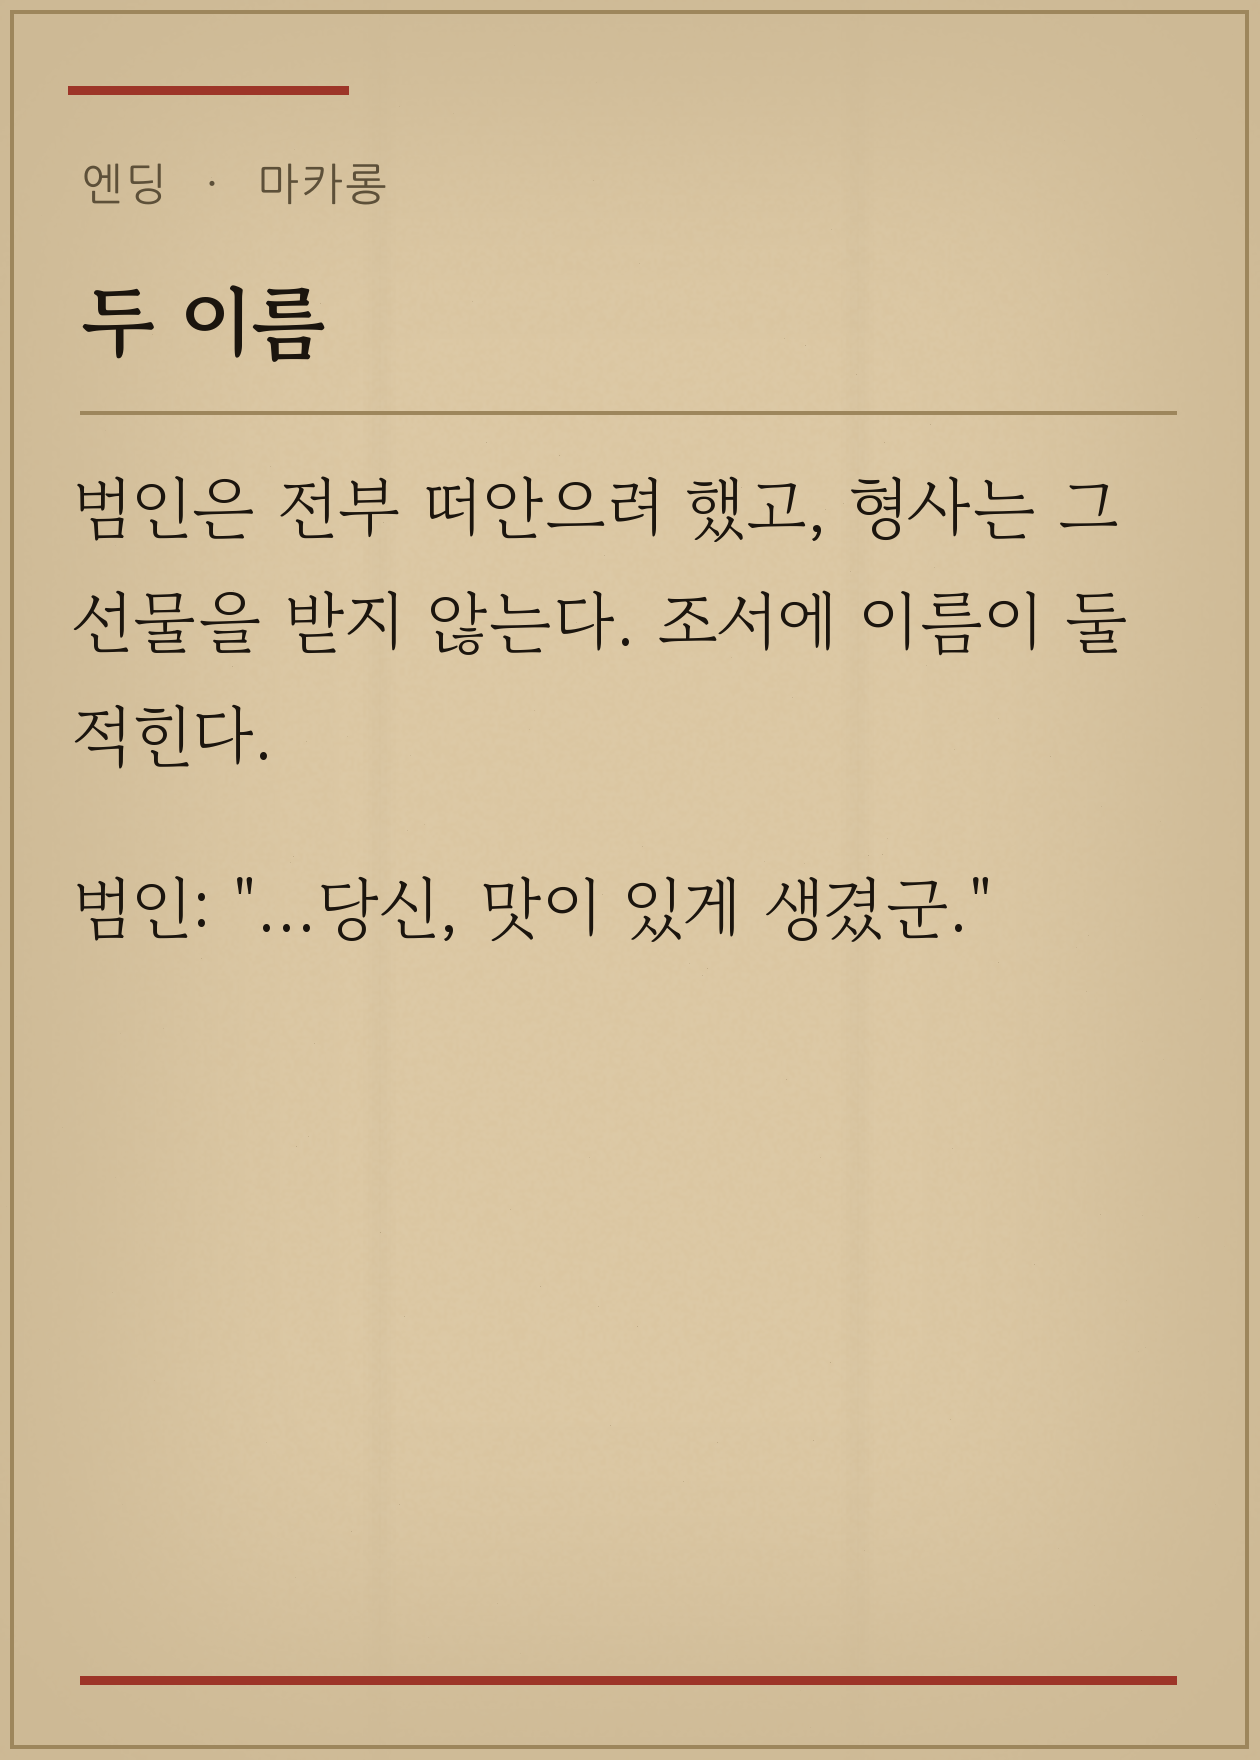 엔딩 · 마카롱
두 이름
범인은 전부 떠안으려 했고, 형사는 그
선물을 받지 않는다. 조서에 이름이 둘
적힌다.
범인: "...당신, 맛이 있게 생겼군."